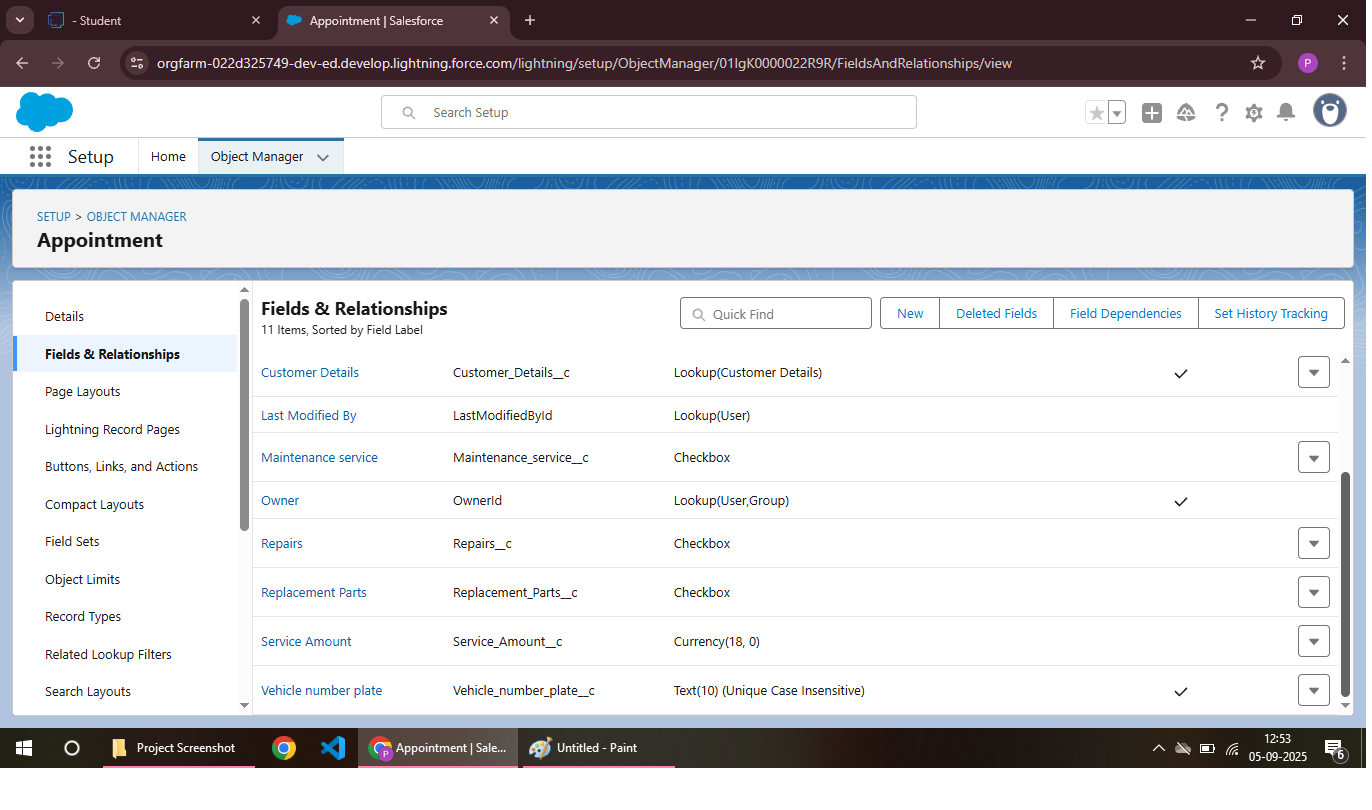 - Student
Appointment | Salesforce
orgfarm-022d325749-dev-ed.develop.lightning.force.com/lightning/setup/ObjectManager/01IgK0000022R9R/FieldsAndRelationships/view
P
Search Setup
Setup
Home
Object Manager
SETUP > OBJECT MANAGER
Appointment
Details
Fields & Relationships
Page Layouts
Lightning Record Pages
Buttons, Links, and Actions
Compact Layouts
Field Sets
Object Limits
Record Types
Related Lookup Filters
Search Layouts
Fields & Relationships
11 Items, Sorted by Field Label
Quick Find
New
Deleted Fields
Field Dependencies
Set History Tracking
Customer Details Customer_Details__c Lookup(Customer Details)
Last Modified By LastModifiedById Lookup(User)
Maintenance service Maintenance_service__c Checkbox
Owner OwnerId Lookup(User,Group)
Repairs Repairs__c Checkbox
Replacement Parts Replacement_Parts__c Checkbox
Service Amount Service_Amount__c Currency(18, 0)
Vehicle number plate Vehicle_number_plate__c Text(10) (Unique Case Insensitive)
Project Screenshot
P
Appointment | Sale...
Untitled - Paint
12:53
05-09-2025
6